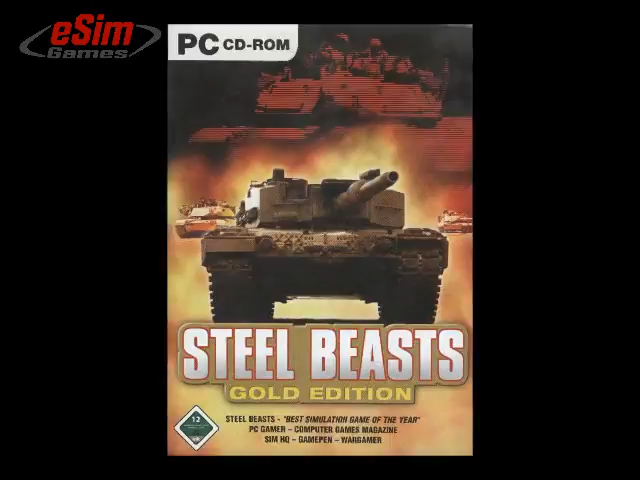 eSim
Games
PC CD-ROM
STEEL BEASTS
GOLD EDITION
STEEL BEASTS - "BEST SIMULATION GAME OF THE YEAR"
PC GAMER – COMPUTER GAMES MAGAZINE
SIM HQ – GAMEPEN – WARGAMER
12